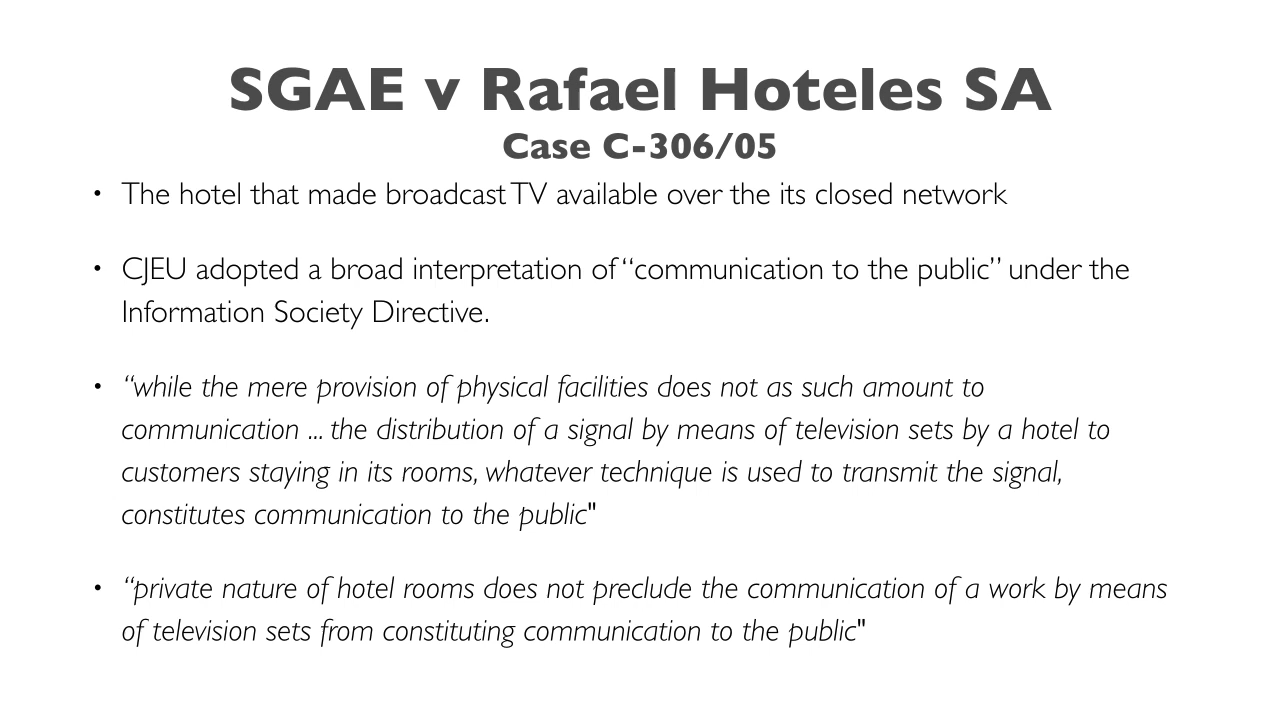 SGAE v Rafael Hoteles SA
Case C-306/05
• The hotel that made broadcast TV available over the its closed network
• CJEU adopted a broad interpretation of “communication to the public” under the
Information Society Directive.
• “while the mere provision of physical facilities does not as such amount to
communication ... the distribution of a signal by means of television sets by a hotel to
customers staying in its rooms, whatever technique is used to transmit the signal,
constitutes communication to the public"
• “private nature of hotel rooms does not preclude the communication of a work by means
of television sets from constituting communication to the public"